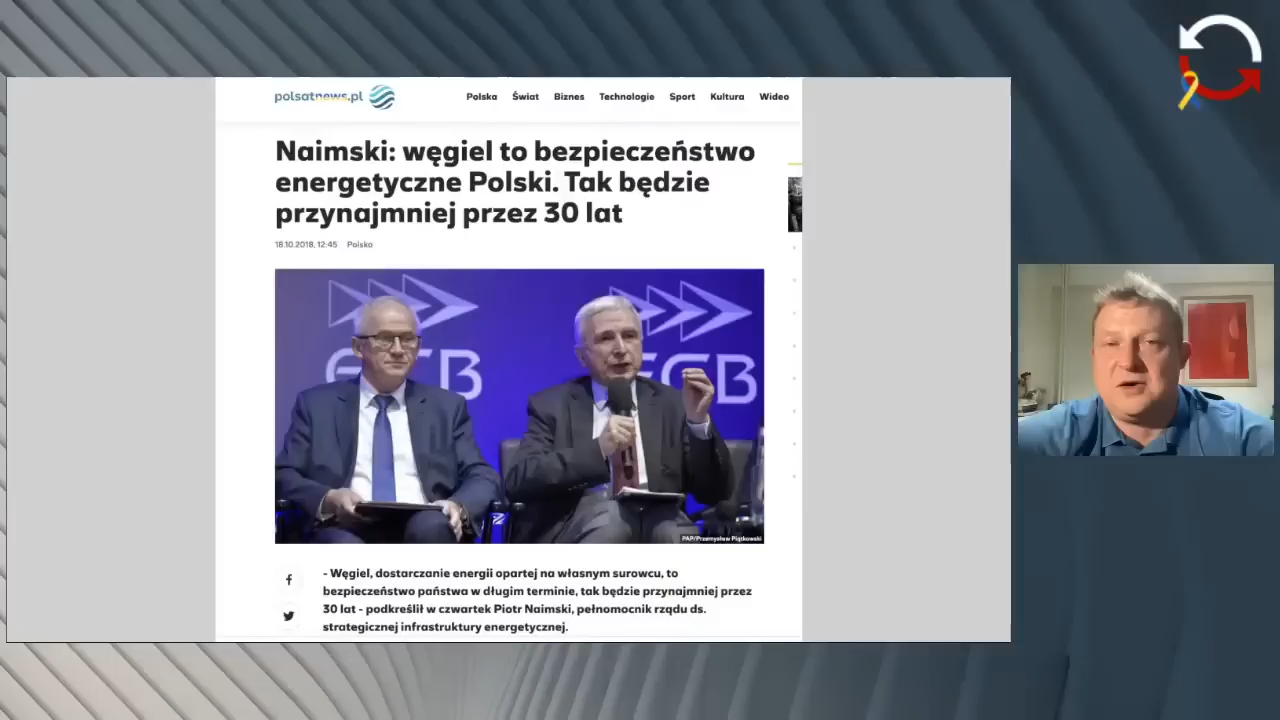 polsatnews.pl
Polska Świat Biznes Technologie Sport Kultura Wideo
Naimski: węgiel to bezpieczeństwo
energetyczne Polski. Tak będzie
przynajmniej przez 30 lat
18.10.2018, 12:45 Polska
PAP/Przemysław Piątkowski
- Węgiel, dostarczanie energii opartej na własnym surowcu, to
bezpieczeństwo państwa w długim terminie, tak będzie przynajmniej przez
30 lat - podkreślił w czwartek Piotr Naimski, pełnomocnik rządu ds.
strategicznej infrastruktury energetycznej.